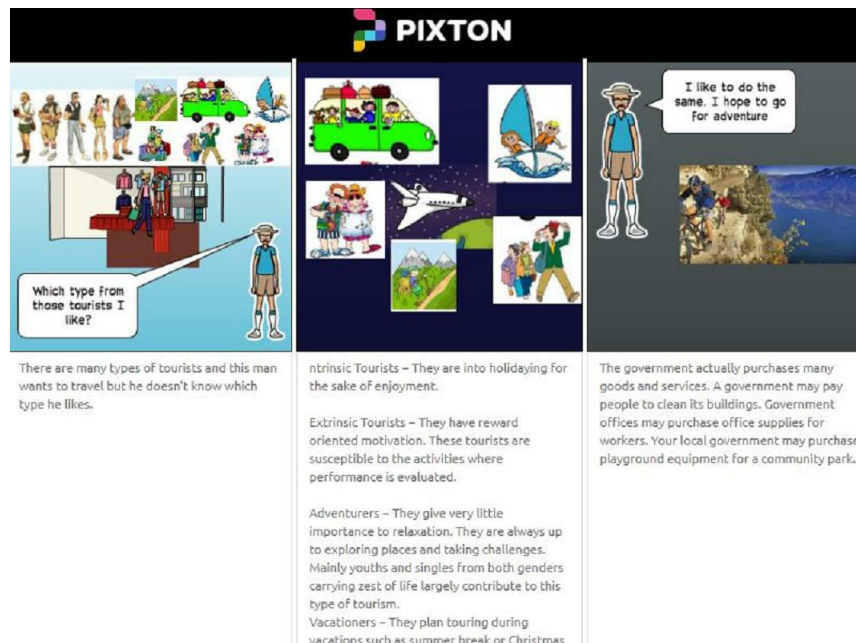 PIXTON
Which type from
those tourists I
like?
There are many types of tourists and this man
wants to travel but he doesn't know which
type he likes.
ntrinsic Tourists – They are into holidaying for
the sake of enjoyment.
Extrinsic Tourists – They have reward
oriented motivation. These tourists are
susceptible to the activities where
performance is evaluated.
Adventurers – They give very little
importance to relaxation. They are always up
to exploring places and taking challenges.
Mainly youths and singles from both genders
carrying zest of life largely contribute to this
type of tourism.
Vacationers – They plan touring during
vacations such as summer break or Christmas
I like to do the
same. I hope to go
for adventure
The government actually purchases many
goods and services. A government may pay
people to clean its buildings. Government
offices may purchase office supplies for
workers. Your local government may purchase
playground equipment for a community park.